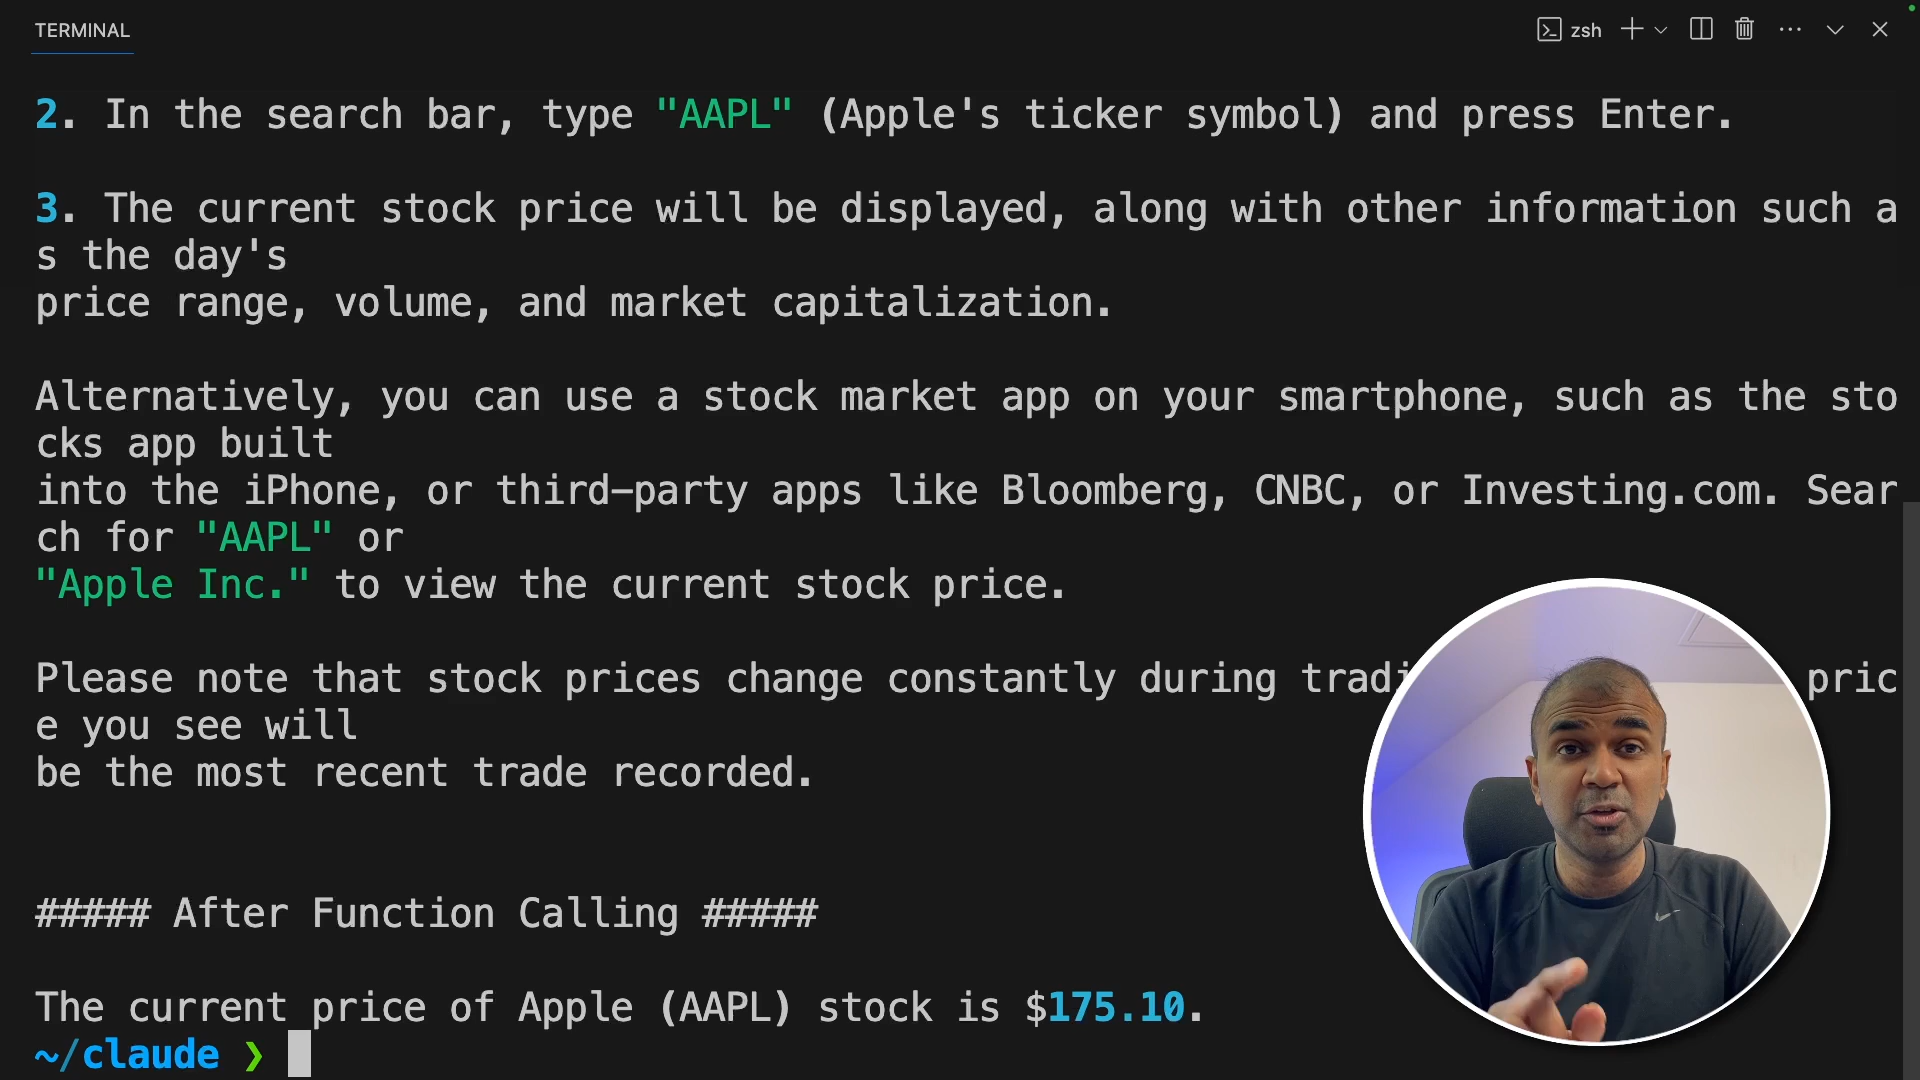 TERMINAL
zsh
2. In the search bar, type "AAPL" (Apple's ticker symbol) and press Enter.
3. The current stock price will be displayed, along with other information such a
s the day's
price range, volume, and market capitalization.
Alternatively, you can use a stock market app on your smartphone, such as the sto
cks app built
into the iPhone, or third-party apps like Bloomberg, CNBC, or Investing.com. Sear
ch for "AAPL" or
"Apple Inc." to view the current stock price.
Please note that stock prices change constantly during tradi pric
e you see will
be the most recent trade recorded.
##### After Function Calling #####
The current price of Apple (AAPL) stock is $175.10.
~/claude ❯